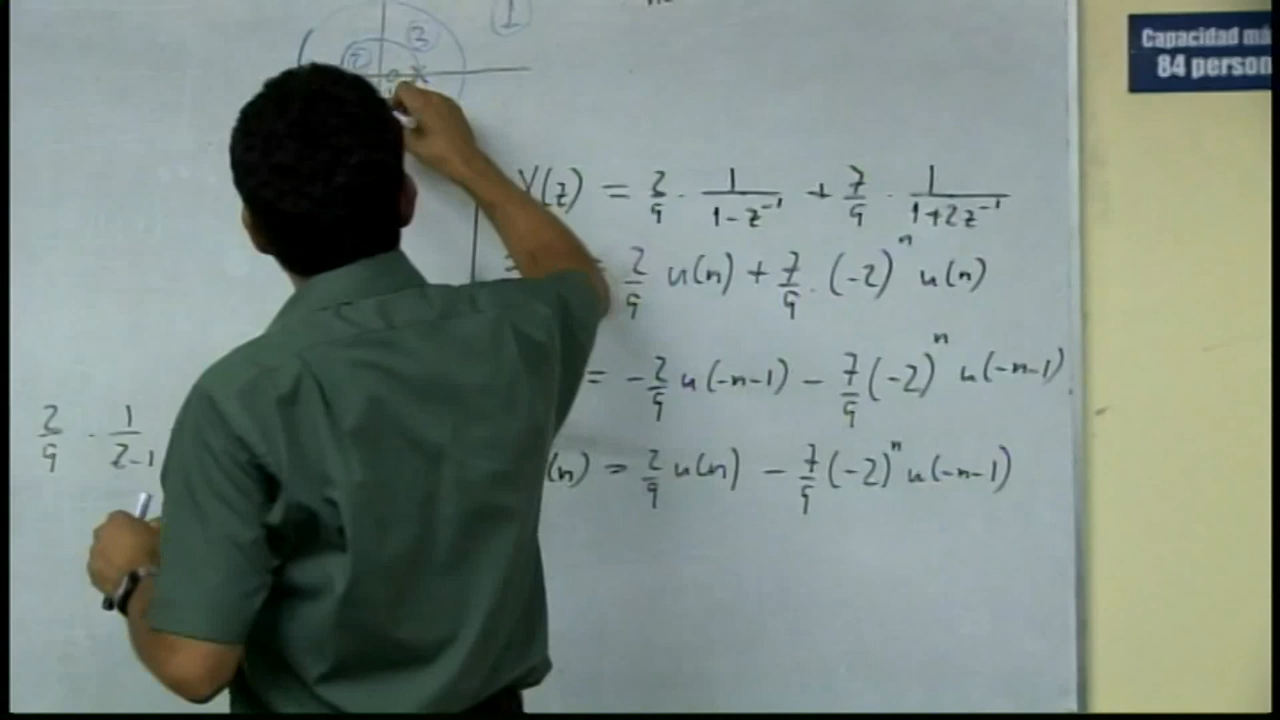 1
3
2
Capacidad má
84 person
Y(z) = 2/9 · 1/(1-z⁻¹) + 7/9 · 1/(1+2z⁻¹)
= 2/9 u(n) + 7/9 · (-2)ⁿ u(n)
= -2/9 u(-n-1) - 7/9 (-2)ⁿ u(-n-1)
2/9 · 1/(z-1)
(n) = 2/9 u(n) - 7/9 (-2)ⁿ u(-n-1)